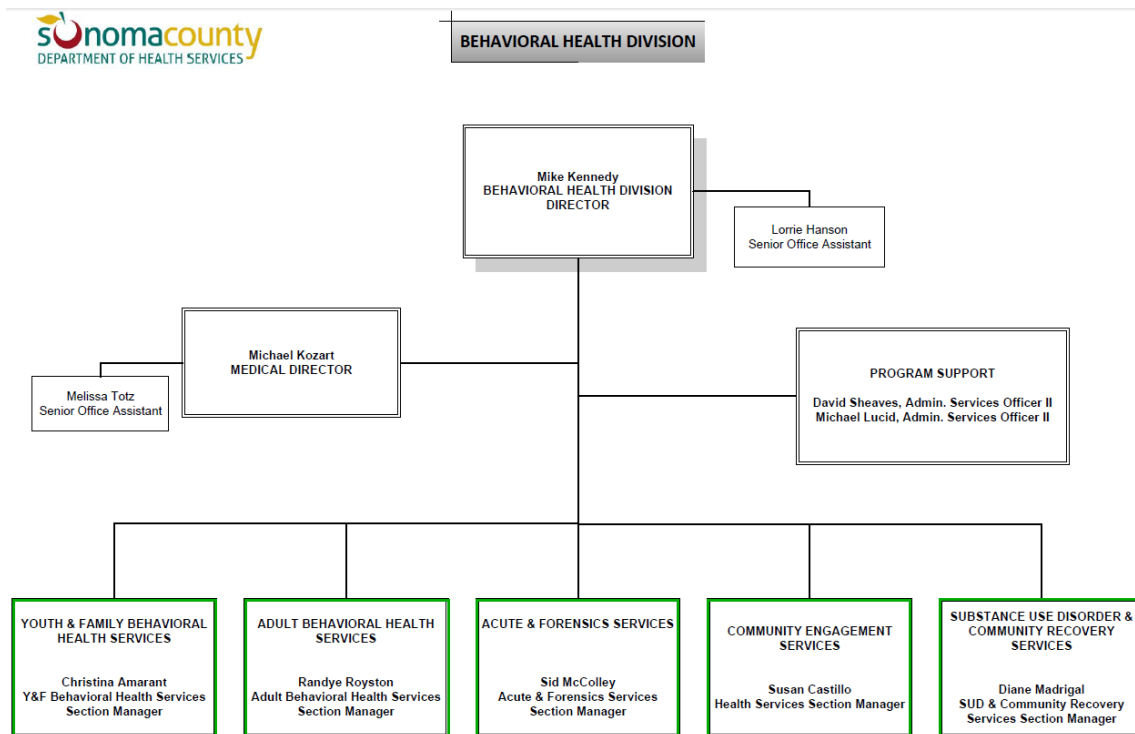 sonomacounty
DEPARTMENT OF HEALTH SERVICES
BEHAVIORAL HEALTH DIVISION
Mike Kennedy
BEHAVIORAL HEALTH DIVISION
DIRECTOR
Lorrie Hanson
Senior Office Assistant
Michael Kozart
MEDICAL DIRECTOR
Melissa Totz
Senior Office Assistant
PROGRAM SUPPORT
David Sheaves, Admin. Services Officer II
Michael Lucid, Admin. Services Officer II
YOUTH & FAMILY BEHAVIORAL
HEALTH SERVICES
Christina Amarant
Y&F Behavioral Health Services
Section Manager
ADULT BEHAVIORAL HEALTH
SERVICES
Randye Royston
Adult Behavioral Health Services
Section Manager
ACUTE & FORENSICS SERVICES
Sid McColley
Acute & Forensics Services
Section Manager
COMMUNITY ENGAGEMENT
SERVICES
Susan Castillo
Health Services Section Manager
SUBSTANCE USE DISORDER &
COMMUNITY RECOVERY
SERVICES
Diane Madrigal
SUD & Community Recovery
Services Section Manager